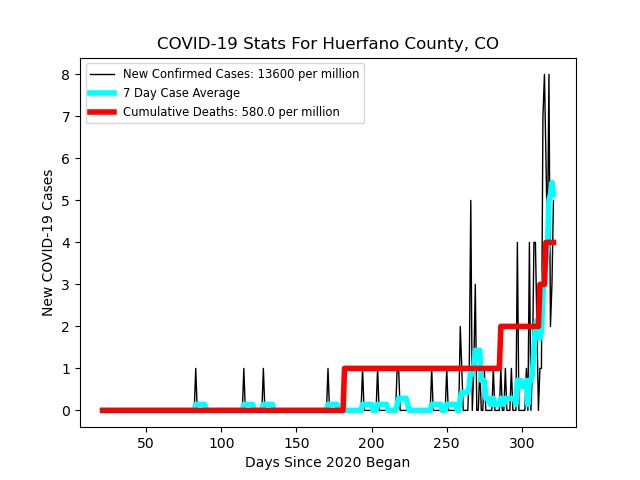 COVID-19 Stats For Huerfano County, CO
New Confirmed Cases: 13600 per million
7 Day Case Average
Cumulative Deaths: 580.0 per million
New COVID-19 Cases
8
7
6
5
4
3
2
1
0
50 100 150 200 250 300
Days Since 2020 Began